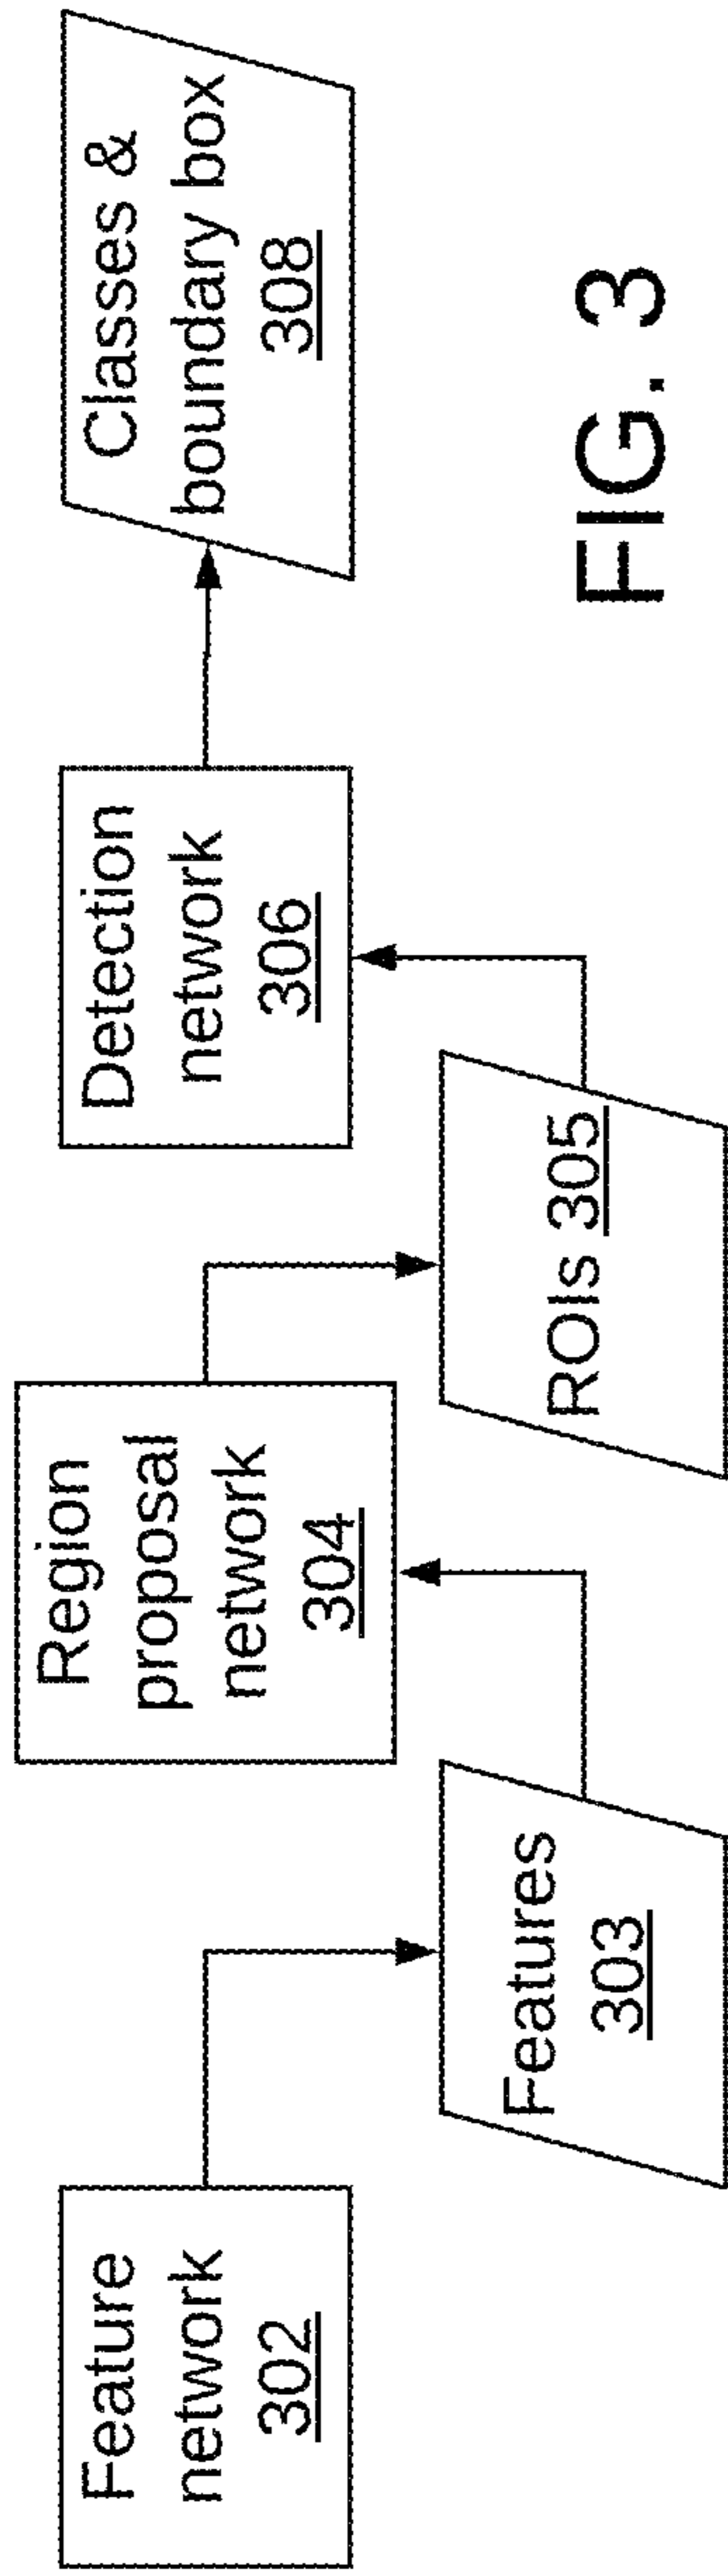 Feature
network
302
Features
303
Region
proposal
network
304
ROIs 305
Detection
network
306
Classes &
boundary box
308
FIG. 3